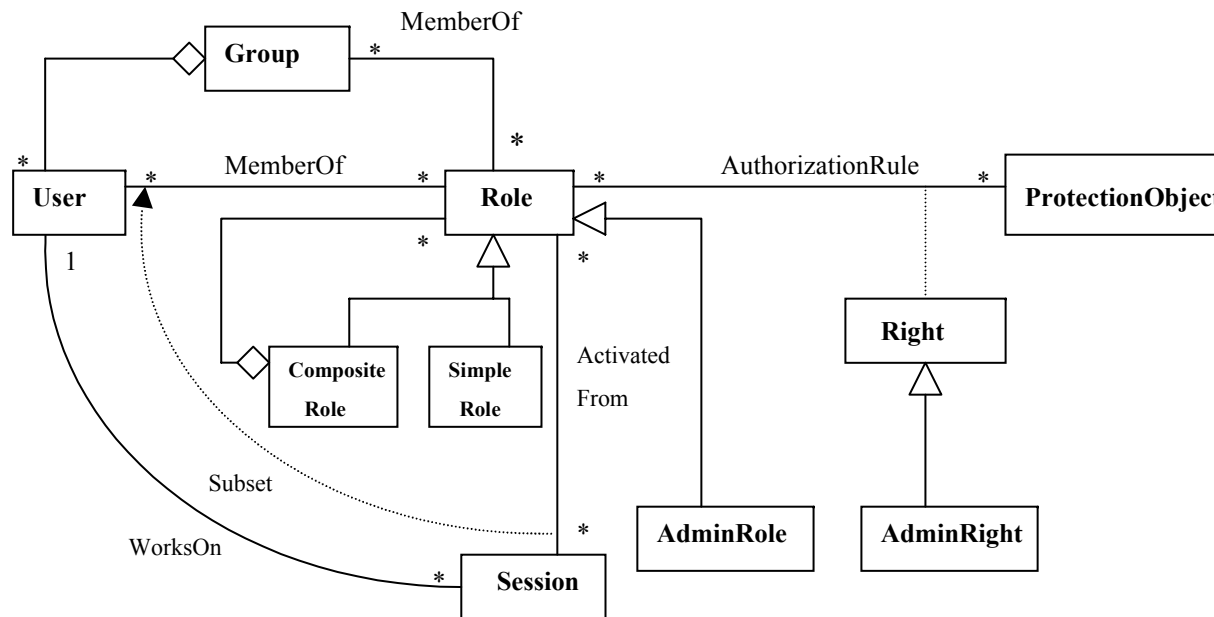 MemberOf
Group
*
*
*
*
MemberOf
AuthorizationRule
User
*
*
Role
*
*
ProtectionObject
1
*
*
Right
Composite
Role
Simple
Role
Activated
From
Subset
WorksOn
*
AdminRole
AdminRight
*
Session